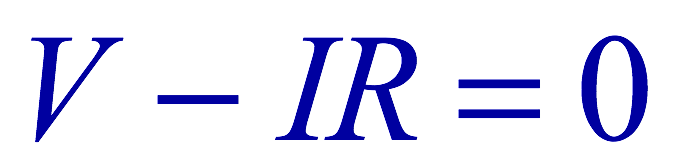 V − IR = 0